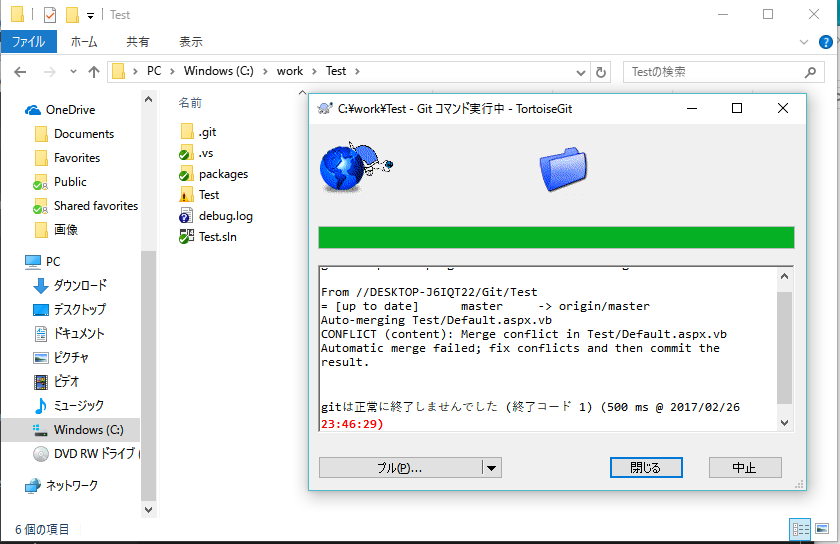 Test
ファイル
ホーム
共有
表示
PC
Windows (C:)
work
Test
Testの検索
OneDrive
Documents
Favorites
Public
Shared favorites
画像
PC
ダウンロード
デスクトップ
ドキュメント
ピクチャ
ビデオ
ミュージック
Windows (C:)
DVD RW ドライブ (
ネットワーク
名前
.git
.vs
packages
Test
debug.log
Test.sln
C:¥work¥Test - Git コマンド実行中 - TortoiseGit
From //DESKTOP-J6IQT22/Git/Test
= [up to date]      master     -> origin/master
Auto-merging Test/Default.aspx.vb
CONFLICT (content): Merge conflict in Test/Default.aspx.vb
Automatic merge failed; fix conflicts and then commit the
result.
gitは正常に終了しませんでした (終了コード 1) (500 ms @ 2017/02/26
23:46:29)
プル(P)...
閉じる
中止
6 個の項目